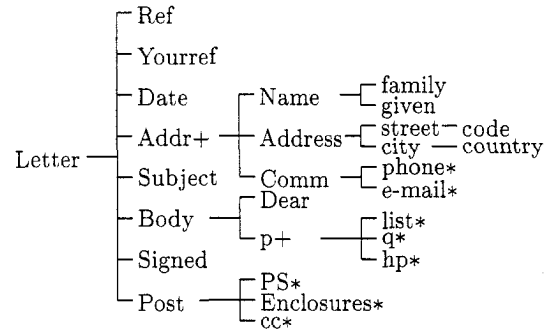 Ref
Yourref
Date
Name family
given
Addr+ Address street code
city country
Letter
Subject Comm phone*
e-mail*
Body Dear
p+ list*
q*
hp*
Signed
Post PS*
Enclosures*
cc*